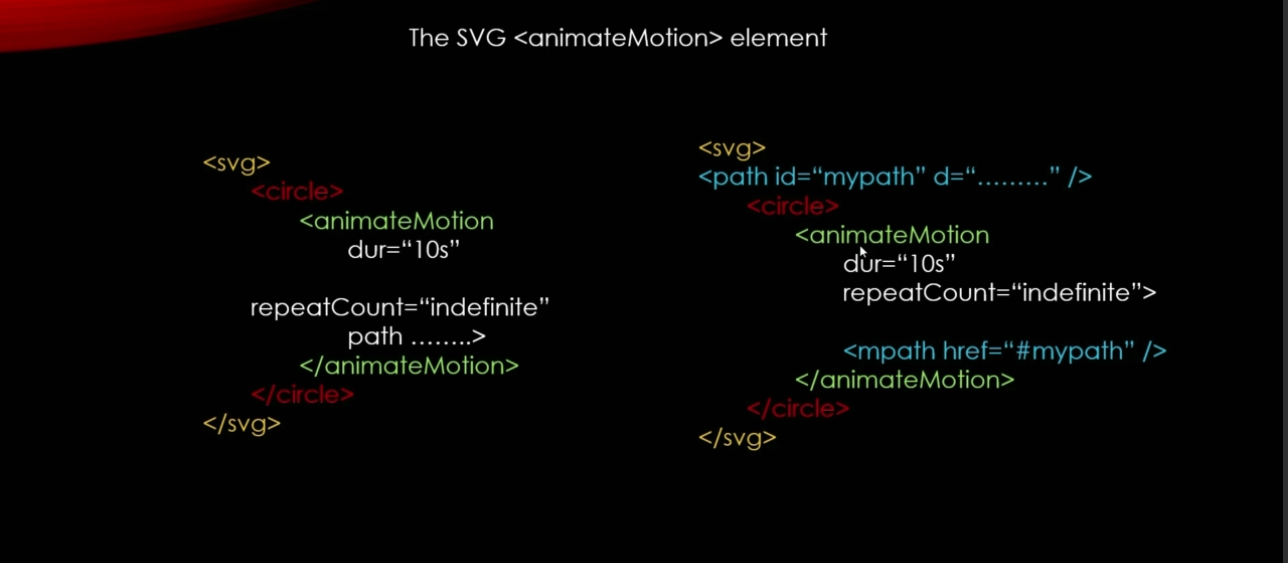 The SVG <animateMotion> element
<svg>
<circle>
<animateMotion
dur=“10s”
repeatCount=“indefinite”
path ……..>
</animateMotion>
</circle>
</svg>
<svg>
<path id=“mypath” d=“………” />
<circle>
<animateMotion
dur=“10s”
repeatCount=“indefinite”>
<mpath href=“#mypath” />
</animateMotion>
</circle>
</svg>